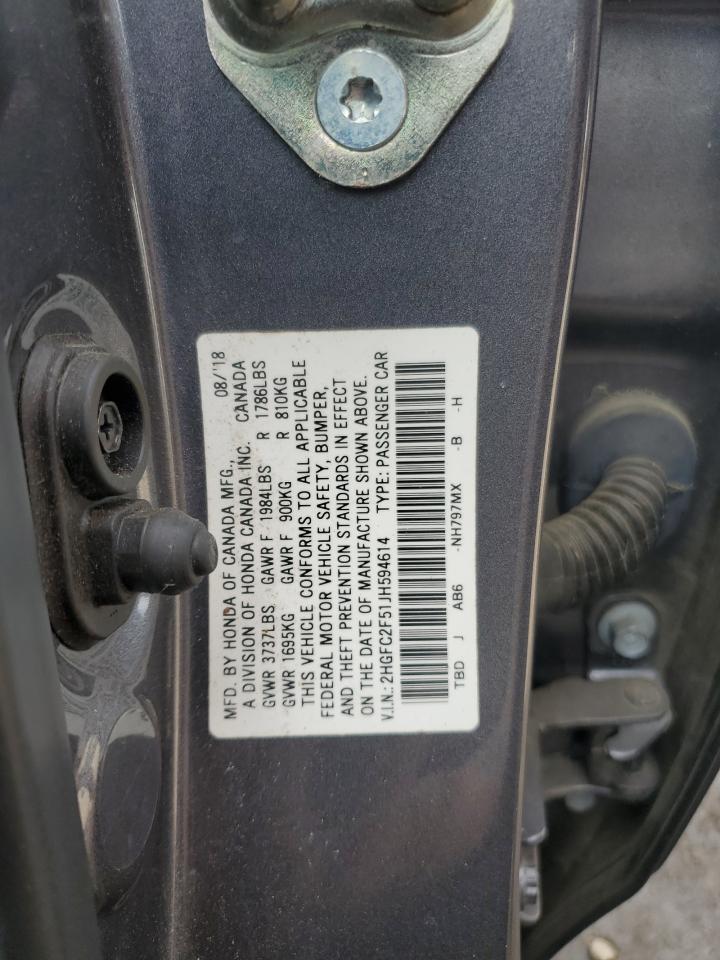 MFD. BY HONDA OF CANADA MFG., 08/'18
A DIVISION OF HONDA CANADA INC. CANADA
GVWR 3737LBS GAWR F 1984LBS R 1786LBS
GVWR 1695KG GAWR F 900KG R 810KG
THIS VEHICLE CONFORMS TO ALL APPLICABLE
FEDERAL MOTOR VEHICLE SAFETY, BUMPER,
AND THEFT PREVENTION STANDARDS IN EFFECT
ON THE DATE OF MANUFACTURE SHOWN ABOVE.
V.I.N.: 2HGFC2F51JH594614 TYPE: PASSENGER CAR
TBD J AB6 -NH797MX -B -H